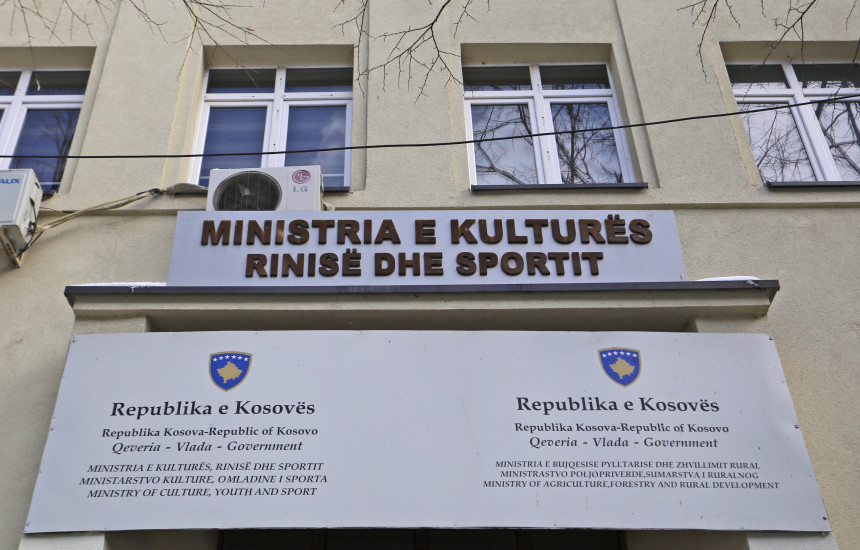 AUX
LG
MINISTRIA E KULTURËS
RINISË DHE SPORTIT
Republika e Kosovës
Republika Kosova-Republic of Kosovo
Qeveria - Vlada - Government
MINISTRIA E KULTURËS, RINISË DHE SPORTIT
MINISTARSTVO KULTURE, OMLADINE I SPORTA
MINISTRY OF CULTURE, YOUTH AND SPORT
Republika e Kosovës
Republika Kosova-Republic of Kosovo
Qeveria - Vlada - Government
MINISTRIA E BUJQESISE PYLLTARISE DHE ZHVILLIMIT RURAL
MINISTRASTVO POLJOPRIVERDE,SUMARSTVA I RURALNOG
MINISTRY OF AGRICULTURE,FORESTRY AND RURAL DEVELOPMENT